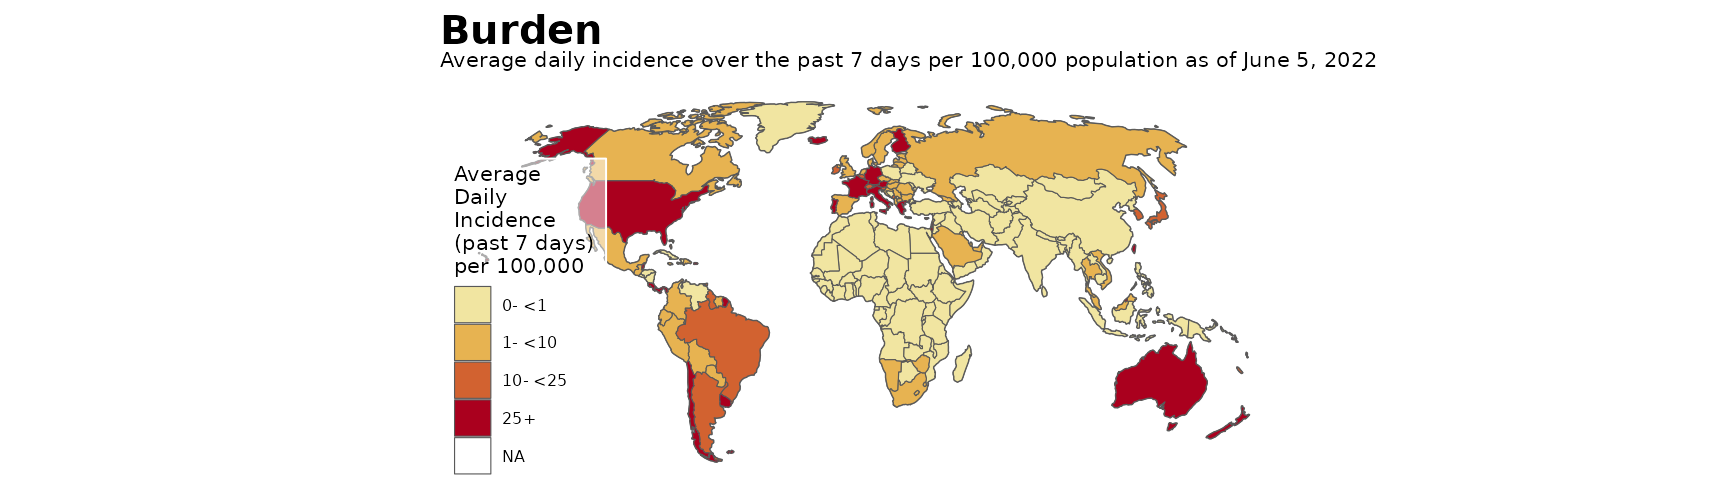 Burden
Average daily incidence over the past 7 days per 100,000 population as of June 5, 2022
Average
Daily
Incidence
(past 7 days)
per 100,000
0- <1
1- <10
10- <25
25+
NA